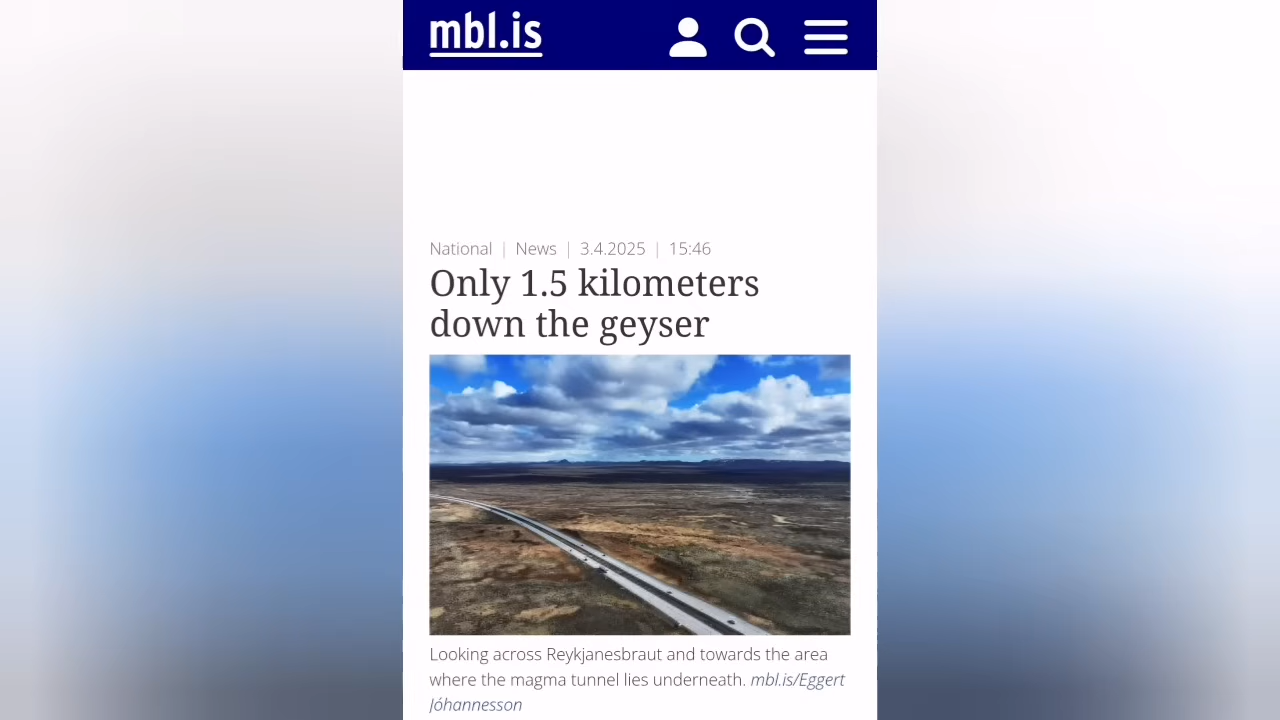 mbl.is
National | News | 3.4.2025 | 15:46
Only 1.5 kilometers
down the geyser
Looking across Reykjanesbraut and towards the area
where the magma tunnel lies underneath. mbl.is/Eggert
Jóhannesson